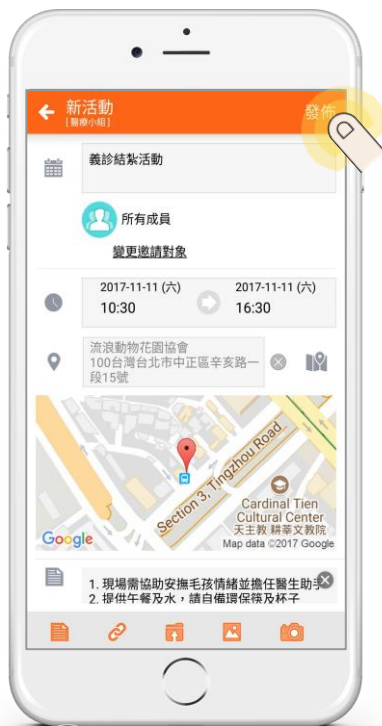 新活動
[醫療小組]
發佈
義診結紮活動
所有成員
變更邀請對象
2017-11-11 (六)
10:30
2017-11-11 (六)
16:30
流浪動物花園協會
100台灣台北市中正區辛亥路一
段15號
Section 3, Tingzhou Road
Cardinal Tien
Cultural Center
天主教 耕莘文教院
Google
Map data ©2017 Google
1. 現場需協助安撫毛孩情緒並擔任醫生助手
2. 提供午餐及水，請自備環保筷及杯子